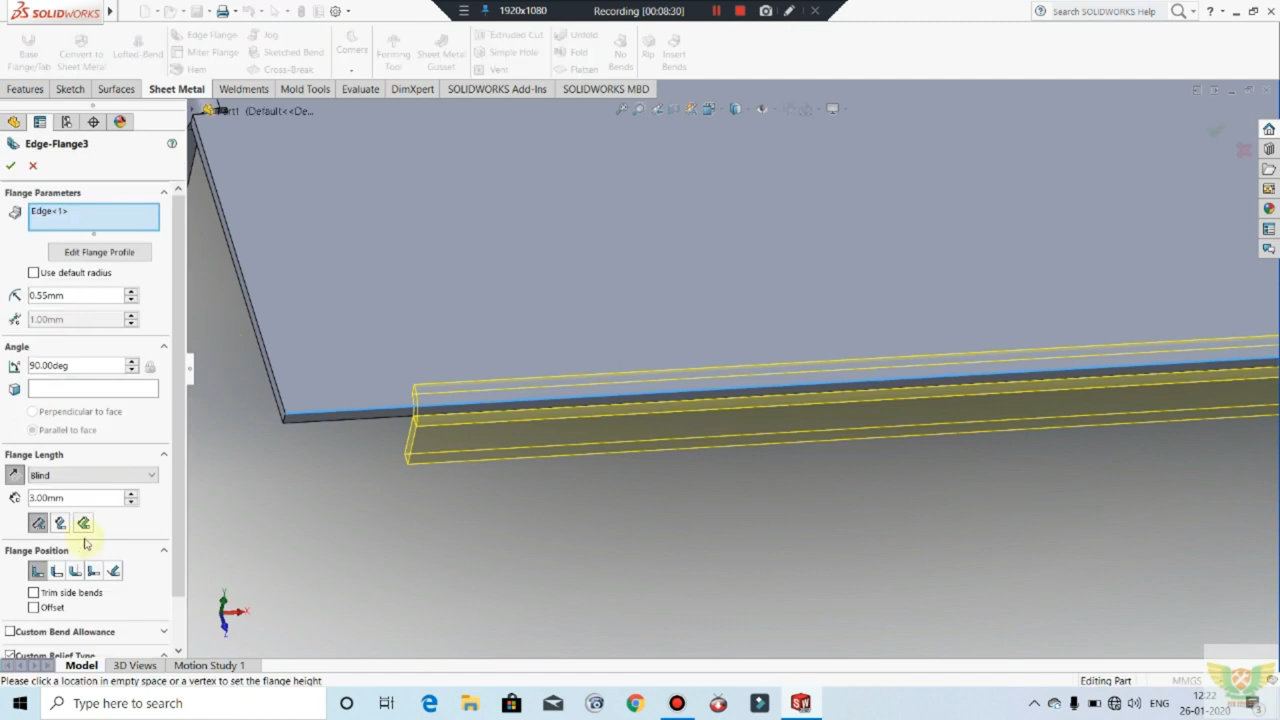 SOLIDWORKS
1920x1080
Recording [00:08:30]
Search SOLIDWORKS Help
Base
Flange/Tab
Convert to
Sheet Metal
Lofted-Bend
Edge Flange
Miter Flange
Hem
Jog
Sketched Bend
Cross-Break
Corners
Forming
Tool
Sheet Metal
Gusset
Extruded Cut
Simple Hole
Vent
Unfold
Fold
Flatten
No
Bends
Rip
Insert
Bends
Features
Sketch
Surfaces
Sheet Metal
Weldments
Mold Tools
Evaluate
DimXpert
SOLIDWORKS Add-Ins
SOLIDWORKS MBD
Part1 (Default<<De...
Edge-Flange3
Flange Parameters
Edge<1>
Edit Flange Profile
Use default radius
0.55mm
1.00mm
Angle
90.00deg
Perpendicular to face
Parallel to face
Flange Length
Blind
3.00mm
Flange Position
Trim side bends
Offset
Custom Bend Allowance
Custom Relief Type
Y
X
Z
Model
3D Views
Motion Study 1
Please click a location in empty space or a vertex to set the flange height
Editing Part
MMGS
Type here to search
ENG
12:22
26-01-2020
3